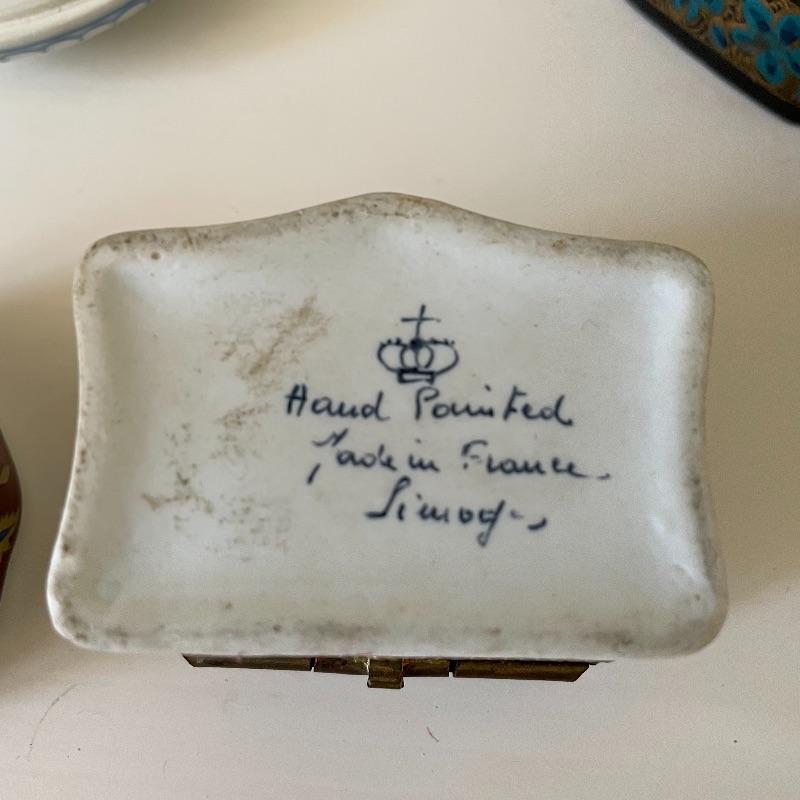 Hand Painted
Made in France.
Limoges